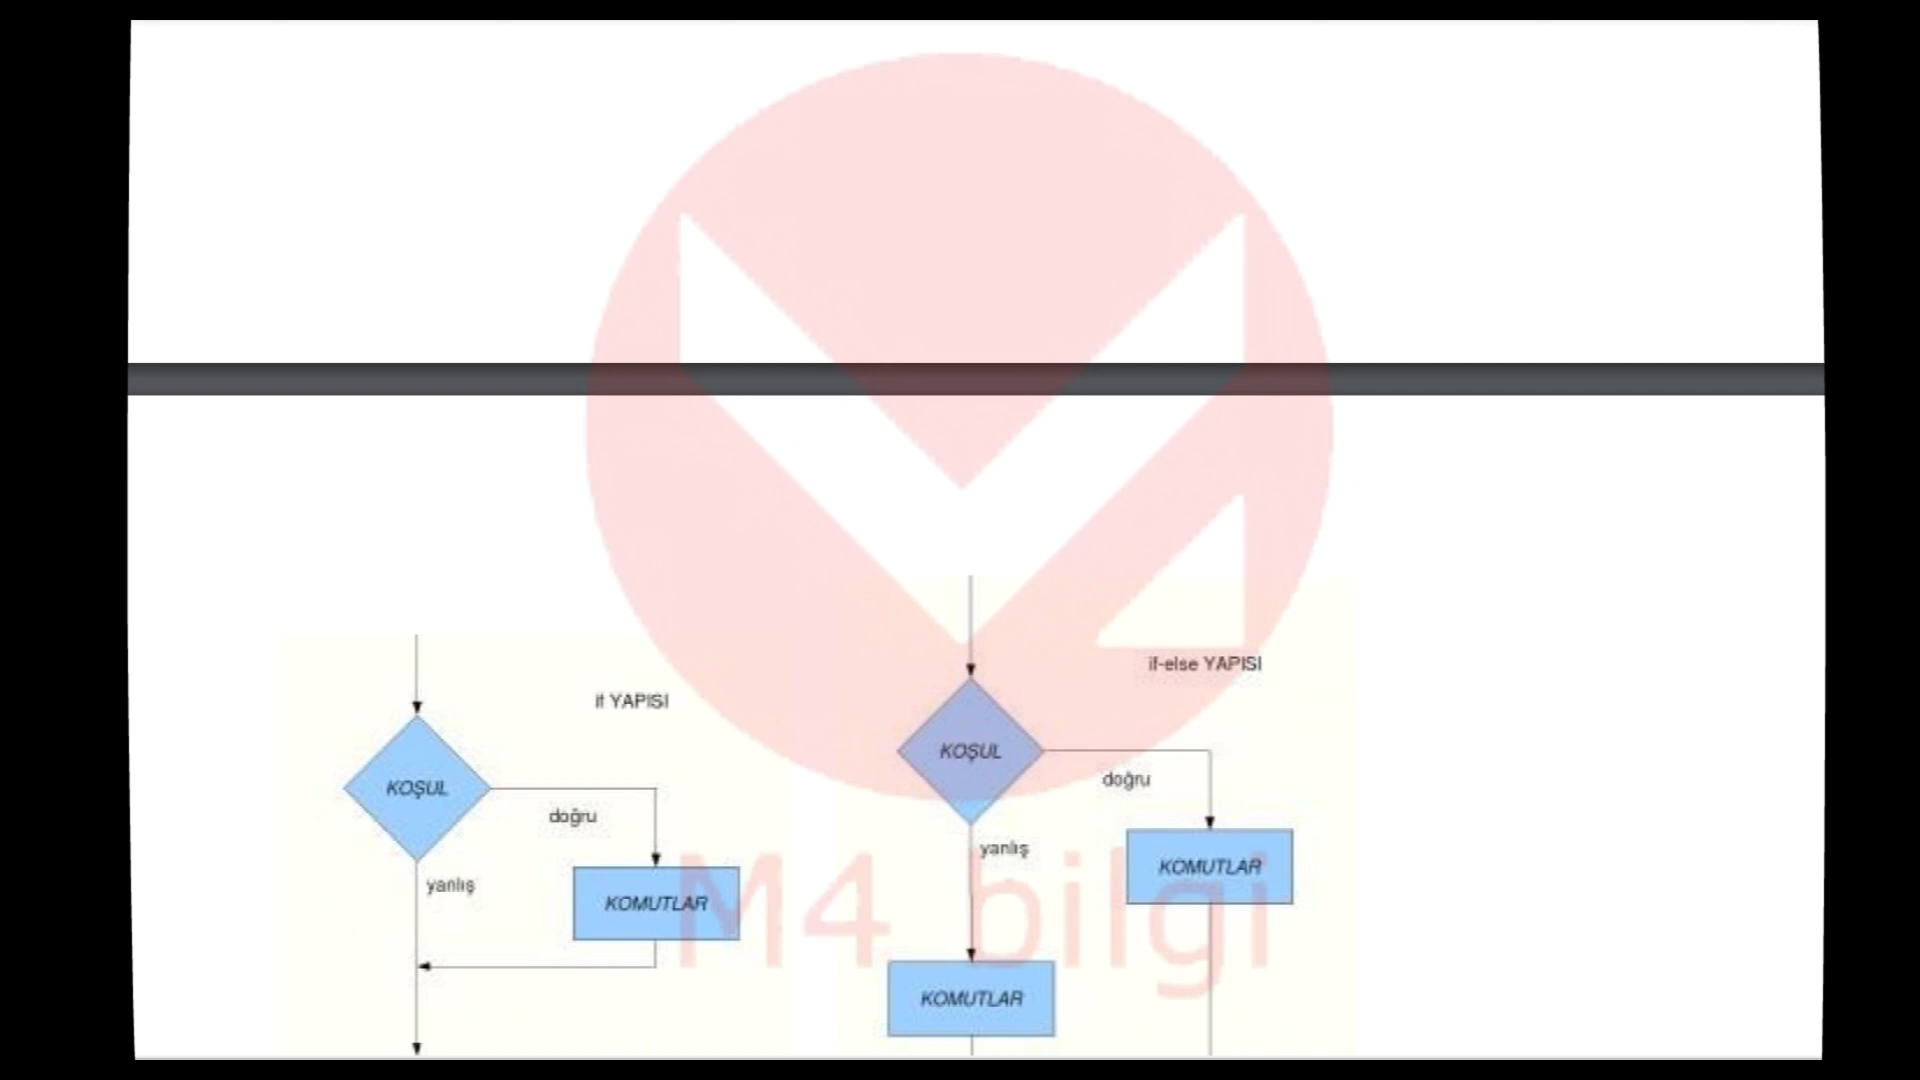 if YAPISI
KOŞUL
doğru
yanlış
KOMUTLAR
if-else YAPISI
KOŞUL
doğru
yanlış
KOMUTLAR
KOMUTLAR
M4 bilgi